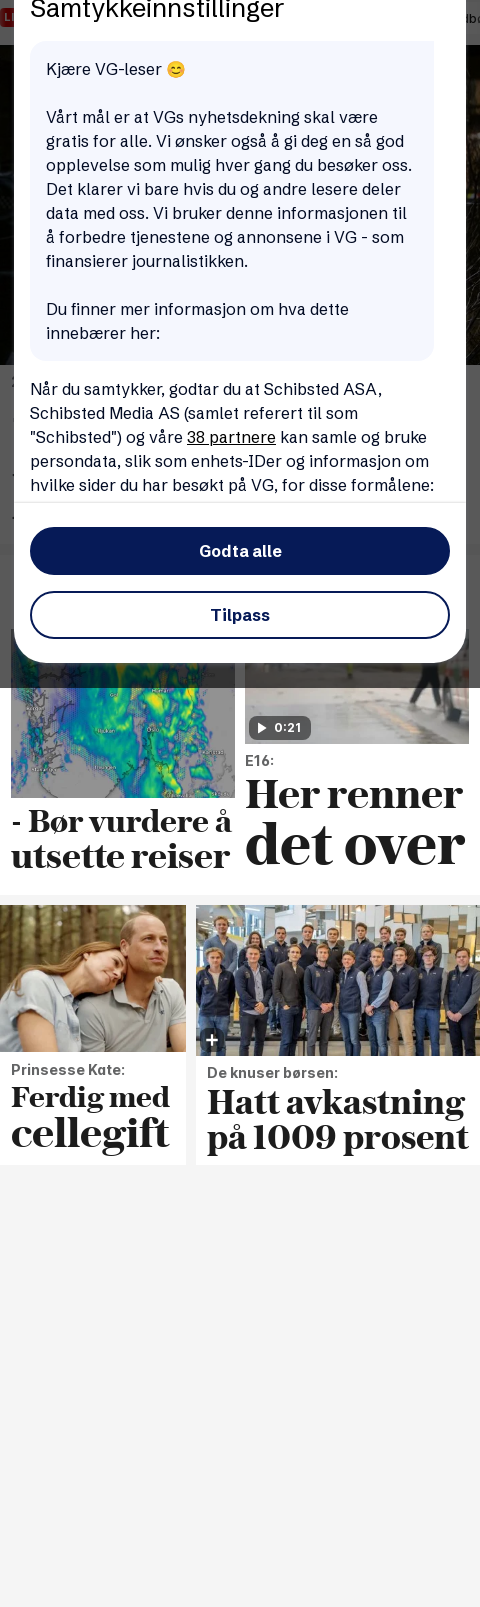 Samtykkeinnstillinger
Kjære VG-leser 😊
Vårt mål er at VGs nyhetsdekning skal være
gratis for alle. Vi ønsker også å gi deg en så god
opplevelse som mulig hver gang du besøker oss.
Det klarer vi bare hvis du og andre lesere deler
data med oss. Vi bruker denne informasjonen til
å forbedre tjenestene og annonsene i VG - som
finansierer journalistikken.
Du finner mer informasjon om hva dette
innebærer her:
Når du samtykker, godtar du at Schibsted ASA,
Schibsted Media AS (samlet referert til som
"Schibsted") og våre 38 partnere kan samle og bruke
persondata, slik som enhets-IDer og informasjon om
hvilke sider du har besøkt på VG, for disse formålene:
Godta alle
Tilpass
0:21
E16:
Her renner
det over
- Bør vurdere å
utsette reiser
Prinsesse Kate:
Ferdig med
cellegift
De knuser børsen:
Hatt avkastning
på 1009 prosent